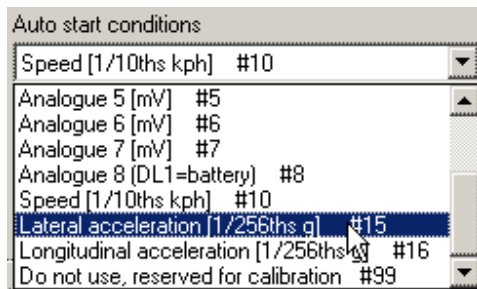 Auto start conditions
Speed [1/10ths kph] #10
Analogue 5 [mV] #5
Analogue 6 [mV] #6
Analogue 7 [mV] #7
Analogue 8 (DL1=battery) #8
Speed [1/10ths kph] #10
Lateral acceleration [1/256ths g] #15
Longitudinal acceleration [1/256ths g] #16
Do not use, reserved for calibration #99